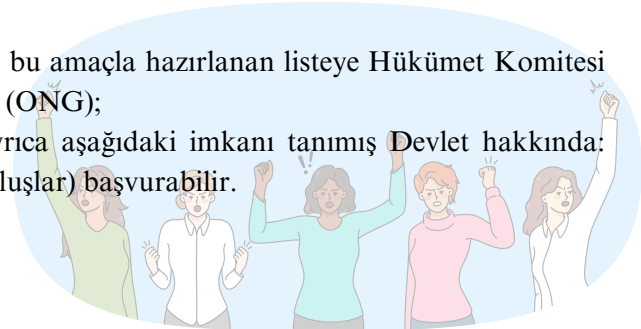 bu amaçla hazırlanan listeye Hükümet Komitesi
(ONG);
yrıca aşağıdaki imkanı tanımış Devlet hakkında:
luşlar) başvurabilir.